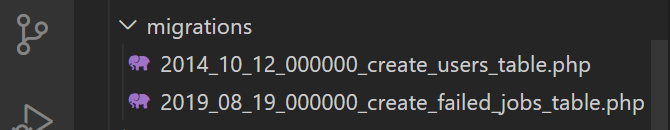 migrations
2014_10_12_000000_create_users_table.php
2019_08_19_000000_create_failed_jobs_table.php